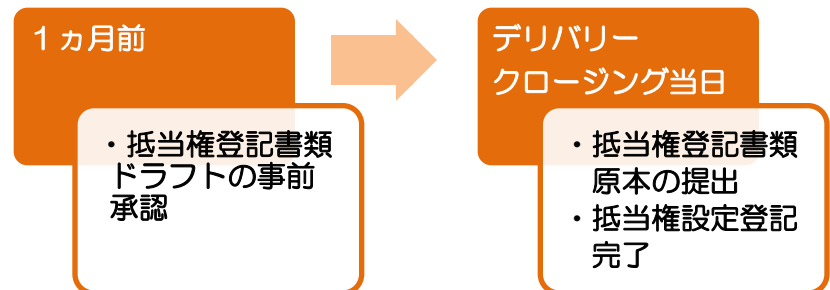 １ヵ月前
・抵当権登記書類
ドラフトの事前
承認
デリバリー
クロージング当日
・抵当権登記書類
原本の提出
・抵当権設定登記
完了